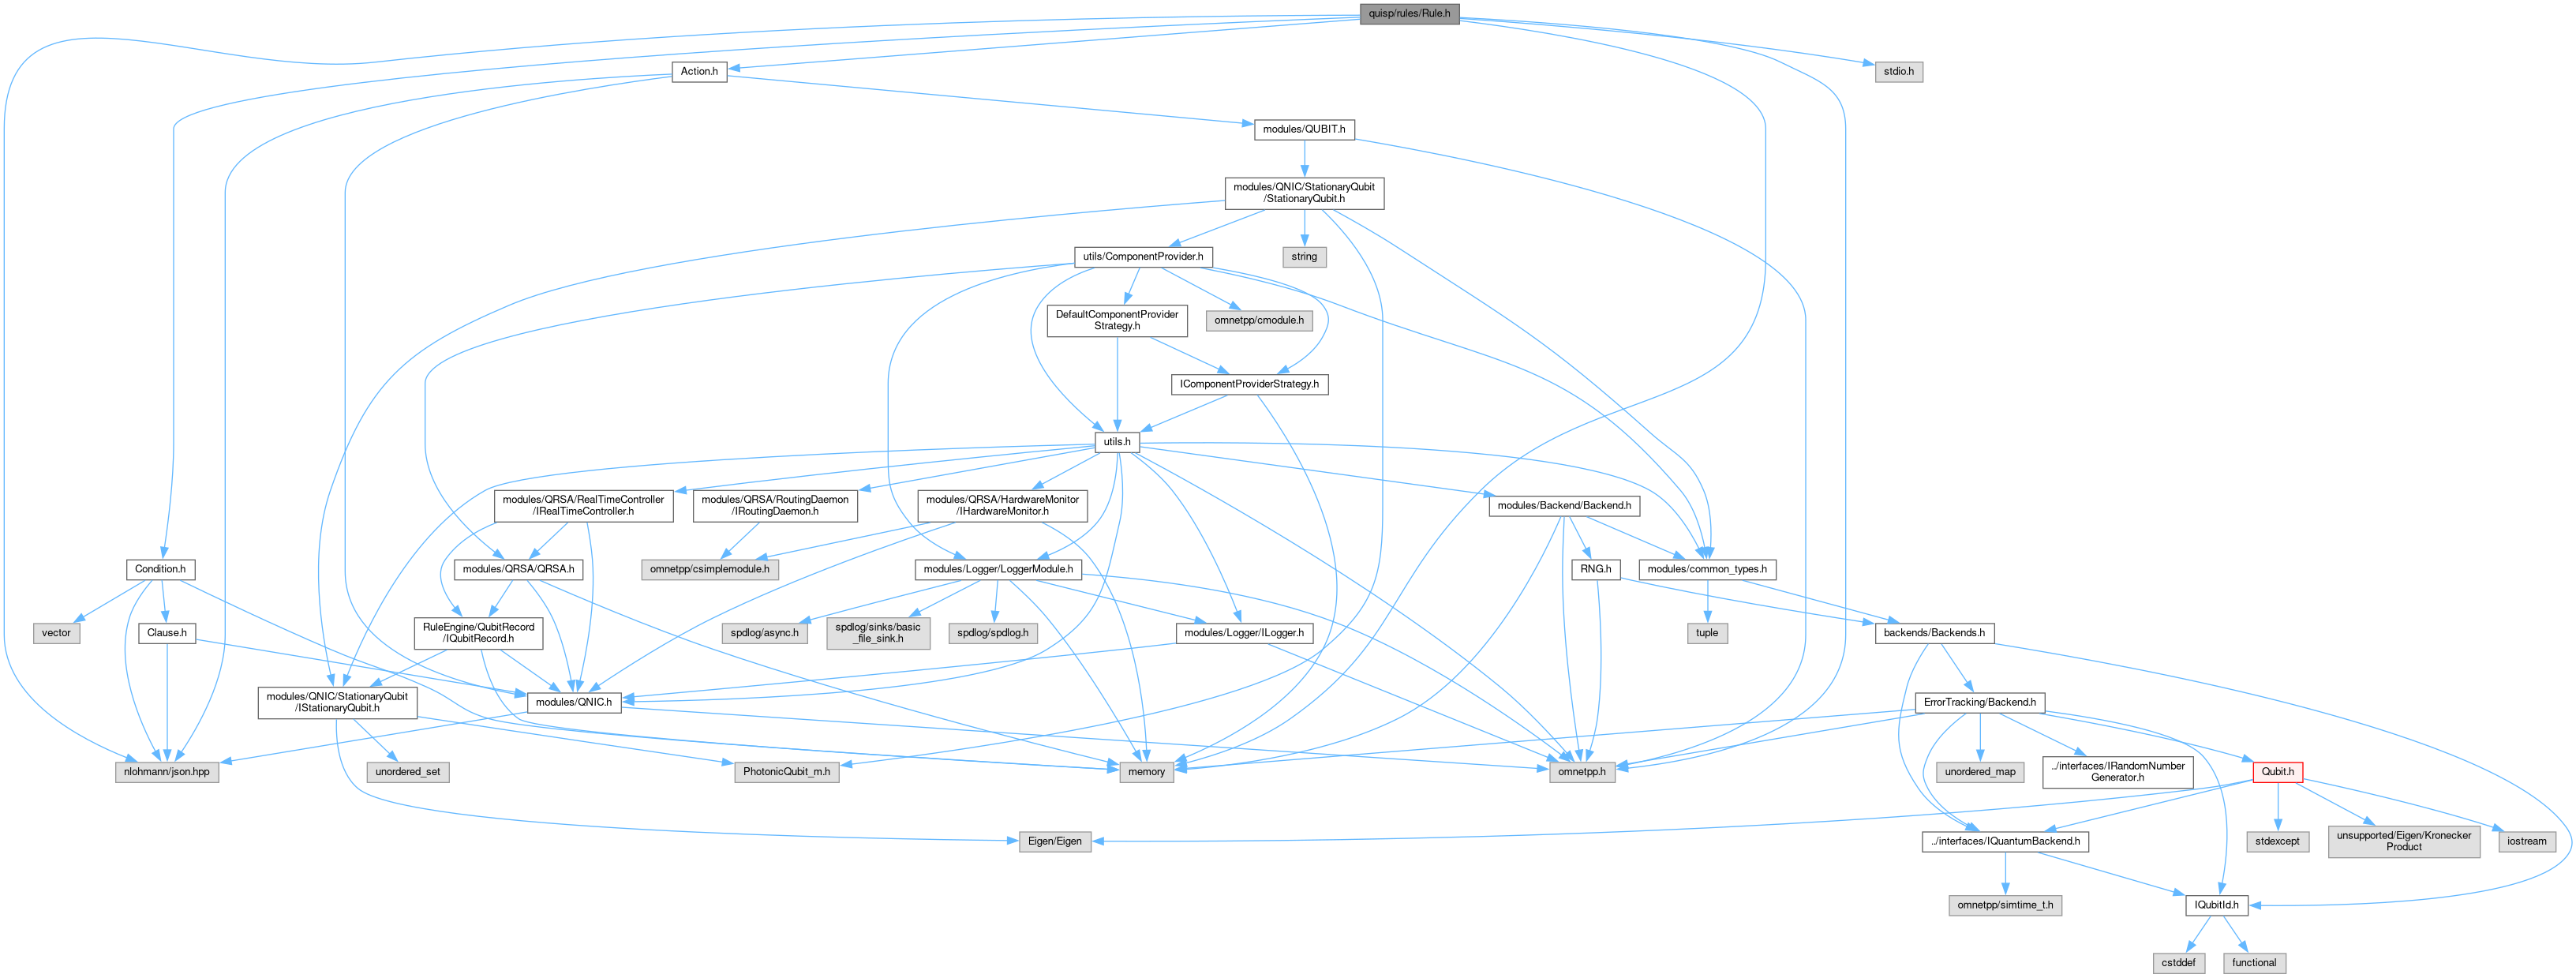 quisp/rules/Rule.h
Action.h
stdio.h
modules/QUBIT.h
modules/QNIC/StationaryQubit
/StationaryQubit.h
utils/ComponentProvider.h
string
DefaultComponentProvider
Strategy.h
omnetpp/cmodule.h
IComponentProviderStrategy.h
utils.h
modules/QRSA/RealTimeController
/IRealTimeController.h
modules/QRSA/RoutingDaemon
/IRoutingDaemon.h
modules/QRSA/HardwareMonitor
/IHardwareMonitor.h
modules/Backend/Backend.h
Condition.h
modules/QRSA/QRSA.h
omnetpp/csimplemodule.h
modules/Logger/LoggerModule.h
RNG.h
modules/common_types.h
vector
Clause.h
RuleEngine/QubitRecord
/IQubitRecord.h
spdlog/async.h
spdlog/sinks/basic
_file_sink.h
spdlog/spdlog.h
modules/Logger/ILogger.h
tuple
backends/Backends.h
modules/QNIC/StationaryQubit
/IStationaryQubit.h
modules/QNIC.h
ErrorTracking/Backend.h
nlohmann/json.hpp
unordered_set
PhotonicQubit_m.h
memory
omnetpp.h
unordered_map
../interfaces/IRandomNumber
Generator.h
Qubit.h
Eigen/Eigen
../interfaces/IQuantumBackend.h
stdexcept
unsupported/Eigen/Kronecker
Product
iostream
omnetpp/simtime_t.h
IQubitId.h
cstddef
functional